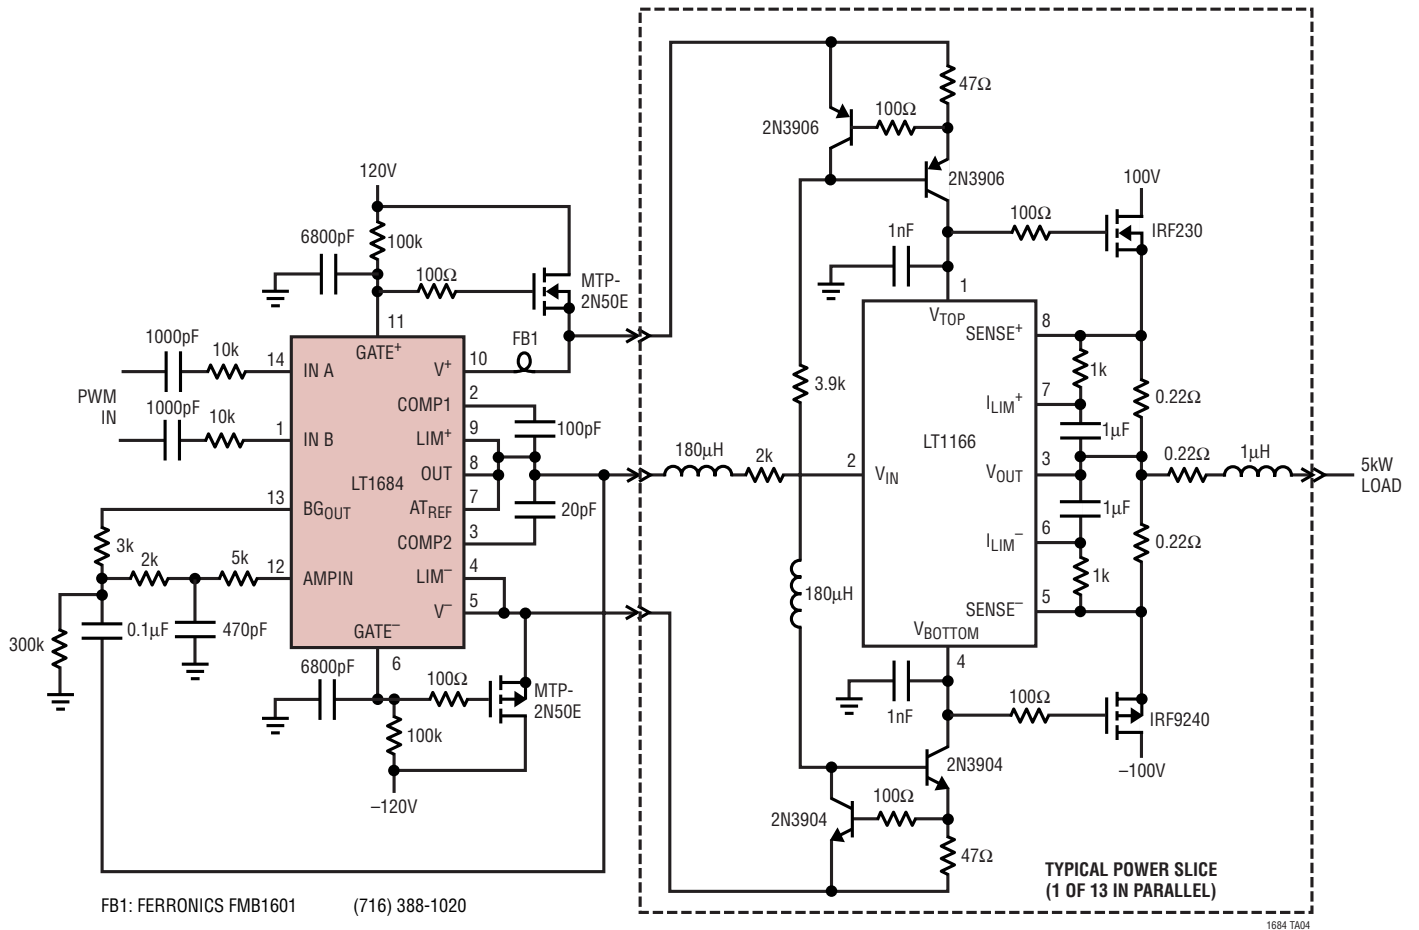 120V
6800pF
100k
100Ω
MTP-
2N50E
11
GATE+
FB1
1000pF
10k
14
IN A
V+
10
PWM
IN
1000pF
10k
1
IN B
COMP1
2
100pF
LIM+
9
OUT
8
LT1684
13
BGOUT
ATREF
7
20pF
COMP2
3
3k
2k
5k
12
AMPIN
LIM–
4
V–
5
300k
0.1µF
470pF
GATE–
6
6800pF
100Ω
MTP-
2N50E
100k
–120V
47Ω
2N3906
100Ω
2N3906
100V
100Ω
IRF230
1nF
1
VTOP
SENSE+
8
3.9k
1k
0.22Ω
ILIM+
7
1µF
LT1166
180µH
2k
2
VIN
VOUT
3
0.22Ω
1µH
5kW
LOAD
1µF
ILIM–
6
0.22Ω
180µH
1k
SENSE–
5
VBOTTOM
4
1nF
100Ω
IRF9240
–100V
2N3904
100Ω
2N3904
47Ω
TYPICAL POWER SLICE
(1 OF 13 IN PARALLEL)
FB1: FERRONICS FMB1601 (716) 388-1020
1684 TA04